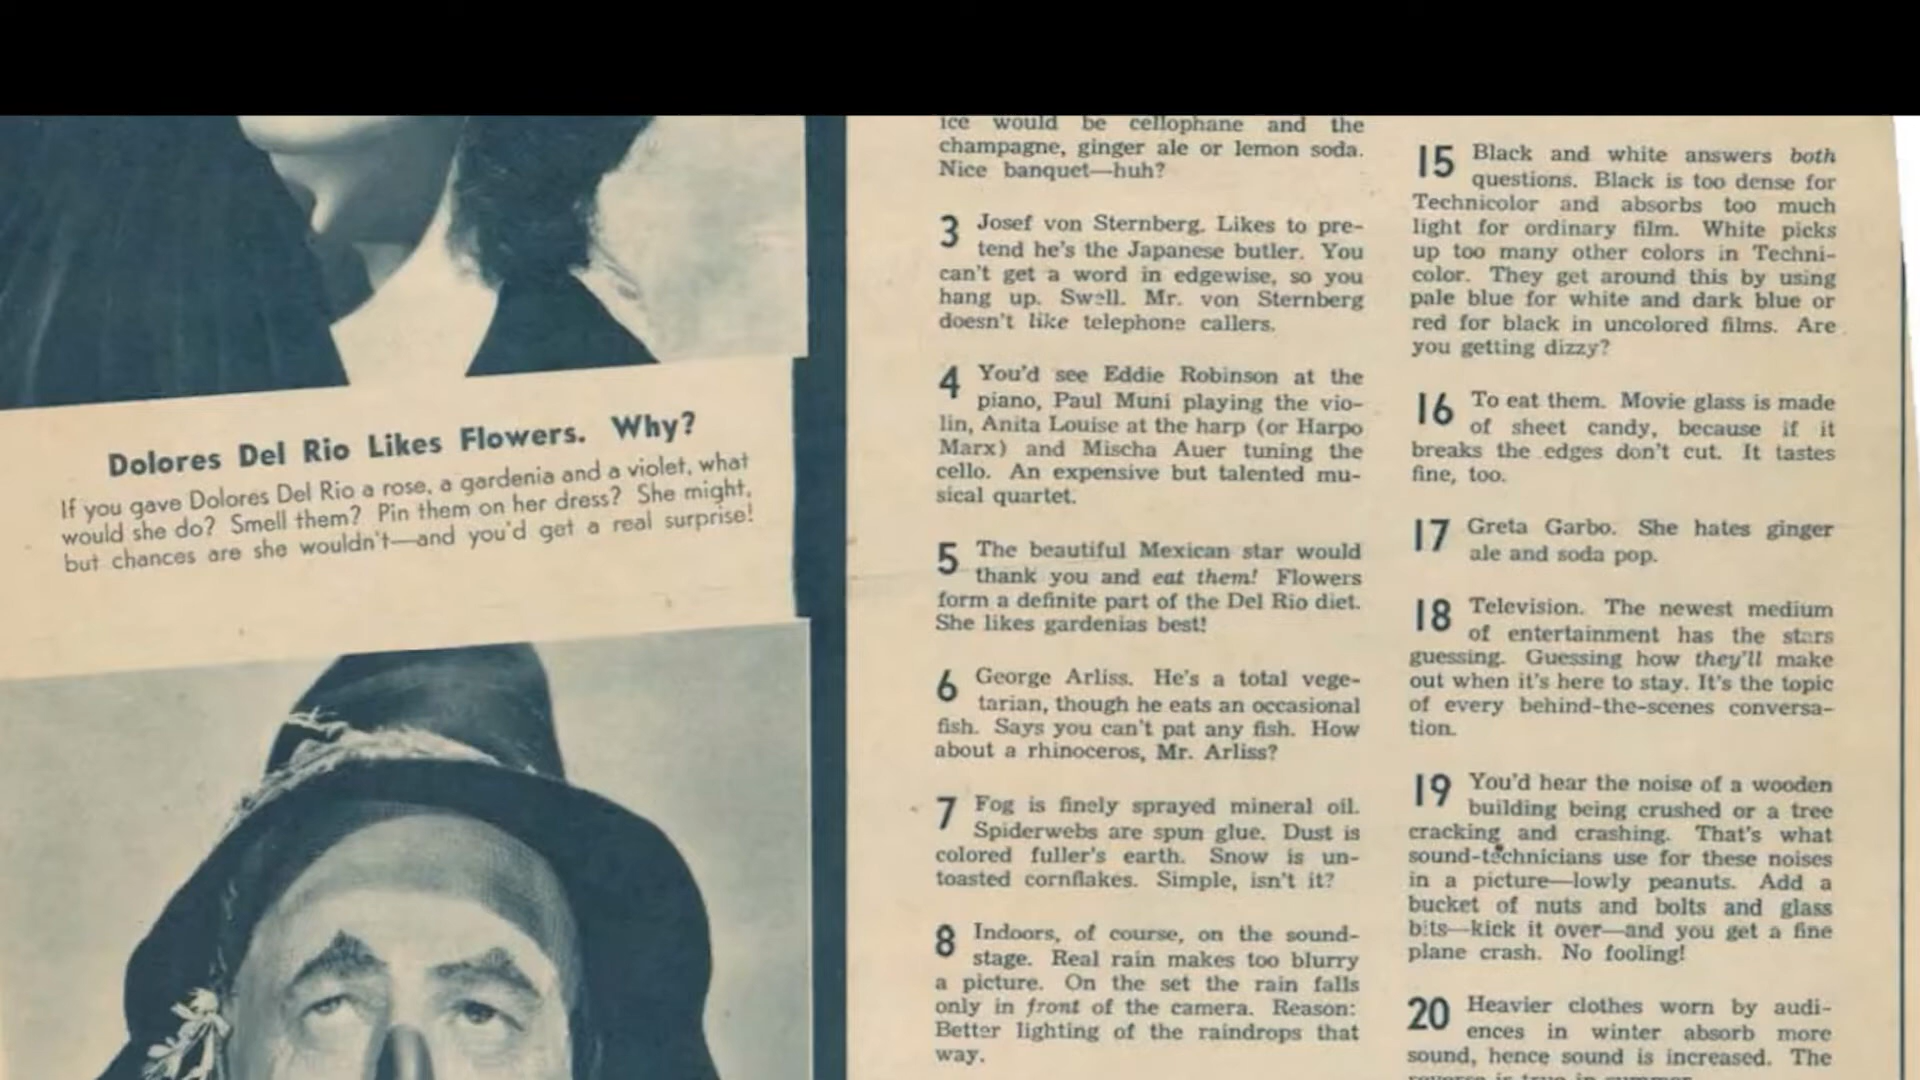 Dolores Del Rio Likes Flowers. Why?
If you gave Dolores Del Rio a rose, a gardenia and a violet, what
would she do? Smell them? Pin them on her dress? She might,
but chances are she wouldn't—and you'd get a real surprise!
ice would be cellophane and the
champagne, ginger ale or lemon soda.
Nice banquet—huh?
3 Josef von Sternberg. Likes to pre-
tend he's the Japanese butler. You
can't get a word in edgewise, so you
hang up. Swell. Mr. von Sternberg
doesn't like telephone callers.
4 You'd see Eddie Robinson at the
piano, Paul Muni playing the vio-
lin, Anita Louise at the harp (or Harpo
Marx) and Mischa Auer tuning the
cello. An expensive but talented mu-
sical quartet.
5 The beautiful Mexican star would
thank you and eat them! Flowers
form a definite part of the Del Rio diet.
She likes gardenias best!
6 George Arliss. He's a total vege-
tarian, though he eats an occasional
fish. Says you can't pat any fish. How
about a rhinoceros, Mr. Arliss?
7 Fog is finely sprayed mineral oil.
Spiderwebs are spun glue. Dust is
colored fuller's earth. Snow is un-
toasted cornflakes. Simple, isn't it?
8 Indoors, of course, on the sound-
stage. Real rain makes too blurry
a picture. On the set the rain falls
only in front of the camera. Reason:
Better lighting of the raindrops that
way.
15 Black and white answers both
questions. Black is too dense for
Technicolor and absorbs too much
light for ordinary film. White picks
up too many other colors in Techni-
color. They get around this by using
pale blue for white and dark blue or
red for black in uncolored films. Are
you getting dizzy?
16 To eat them. Movie glass is made
of sheet candy, because if it
breaks the edges don't cut. It tastes
fine, too.
17 Greta Garbo. She hates ginger
ale and soda pop.
18 Television. The newest medium
of entertainment has the stars
guessing. Guessing how they'll make
out when it's here to stay. It's the topic
of every behind-the-scenes conversa-
tion.
19 You'd hear the noise of a wooden
building being crushed or a tree
cracking and crashing. That's what
sound-technicians use for these noises
in a picture—lowly peanuts. Add a
bucket of nuts and bolts and glass
bits—kick it over—and you get a fine
plane crash. No fooling!
20 Heavier clothes worn by audi-
ences in winter absorb more
sound, hence sound is increased. The
reverse is true in summer.